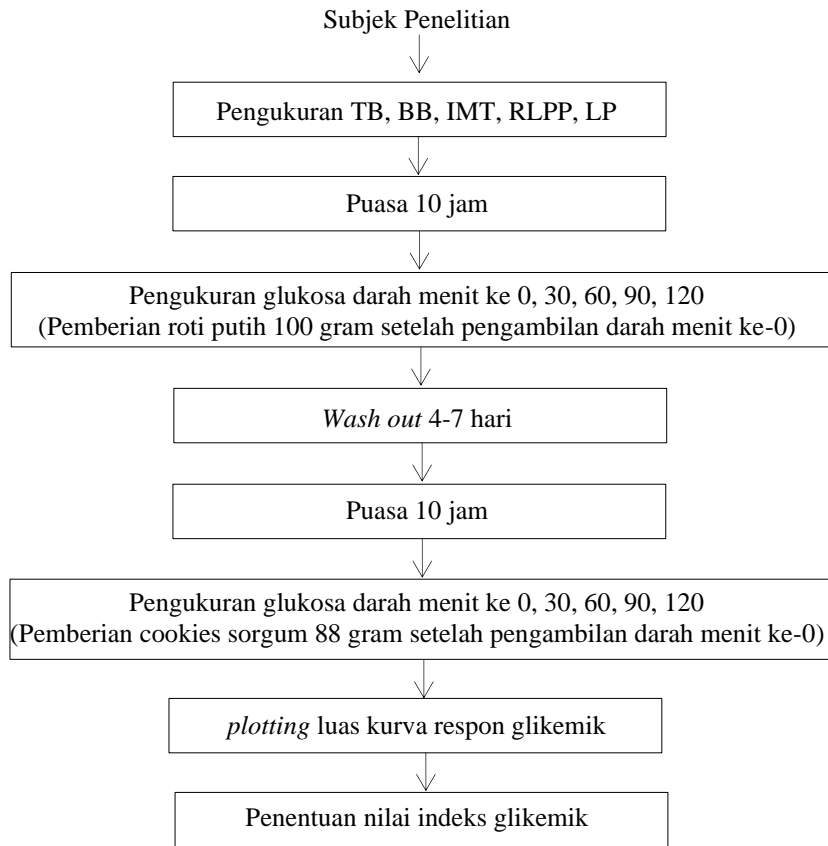 Subjek Penelitian
Pengukuran TB, BB, IMT, RLPP, LP
Puasa 10 jam
Pengukuran glukosa darah menit ke 0, 30, 60, 90, 120
(Pemberian roti putih 100 gram setelah pengambilan darah menit ke-0)
Wash out 4-7 hari
Puasa 10 jam
Pengukuran glukosa darah menit ke 0, 30, 60, 90, 120
(Pemberian cookies sorgum 88 gram setelah pengambilan darah menit ke-0)
plotting luas kurva respon glikemik
Penentuan nilai indeks glikemik